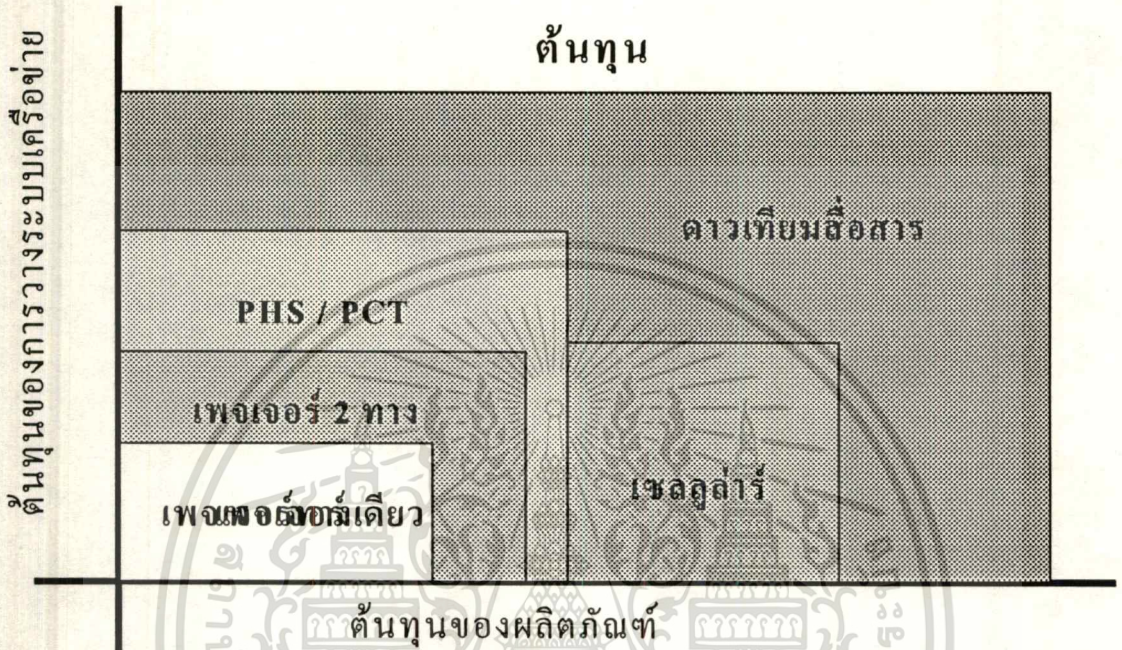 ต้นทุน
ต้นทุนของการวางระบบเครือข่าย
ดาวเทียมสื่อสาร
PHS / PCT
เพจเจอร์ 2 ทาง
เซลลูล่าร์
ต้นทุนของผลิตภัณฑ์